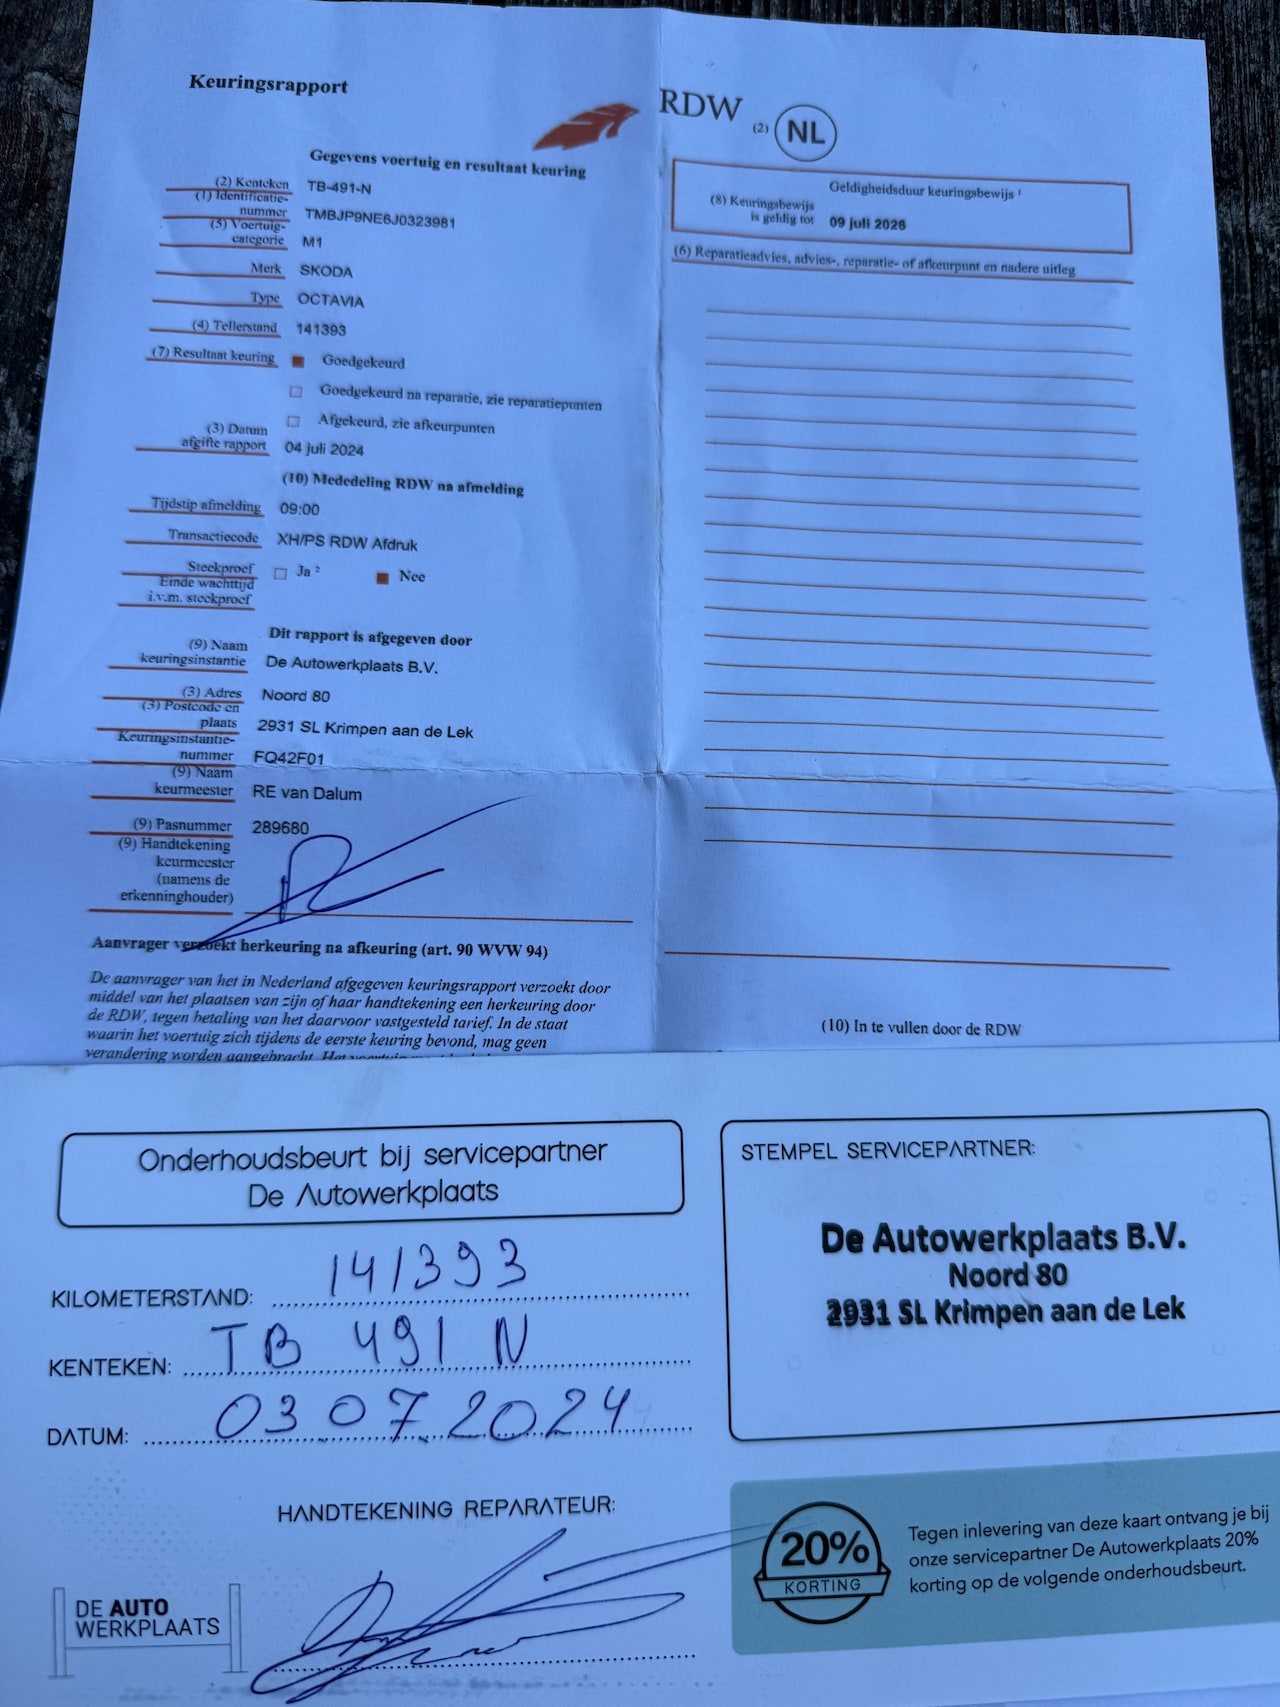 Keuringsrapport
RDW
(2) NL
Gegevens voertuig en resultaat keuring
(2) Kenteken TB-491-N
(1) Identificatie-
nummer TMBJP9NE6J0323981
(5) Voertuig-
categorie M1
Merk SKODA
Type OCTAVIA
(4) Tellerstand 141393
(7) Resultaat keuring Goedgekeurd
Goedgekeurd na reparatie, zie reparatiepunten
Afgekeurd, zie afkeurpunten
(3) Datum
afgifte rapport 04 juli 2024
(10) Mededeling RDW na afmelding
Tijdstip afmelding 09:00
Transactiecode XH/PS RDW Afdruk
Steekproef Ja ² Nee
Einde wachttijd
i.v.m. steekproef
Dit rapport is afgegeven door
(9) Naam
keuringsinstantie De Autowerkplaats B.V.
(3) Adres Noord 80
(3) Postcode en
plaats 2931 SL Krimpen aan de Lek
Keuringsinstantie-
nummer FQ42F01
(9) Naam
keurmeester RE van Dalum
(9) Pasnummer 289680
(9) Handtekening
keurmeester
(namens de
erkenninghouder)
Aanvrager verzoekt herkeuring na afkeuring (art. 90 WVW 94)
De aanvrager van het in Nederland afgegeven keuringsrapport verzoekt door
middel van het plaatsen van zijn of haar handtekening een herkeuring door
de RDW, tegen betaling van het daarvoor vastgesteld tarief. In de staat
waarin het voertuig zich tijdens de eerste keuring bevond, mag geen
verandering worden aangebracht. Het voertuig
Geldigheidsduur keuringsbewijs ¹
(8) Keuringsbewijs
is geldig tot 09 juli 2026
(6) Reparatieadvies, advies-, reparatie- of afkeurpunt en nadere uitleg
(10) In te vullen door de RDW
Onderhoudsbeurt bij servicepartner
De Autowerkplaats
KILOMETERSTAND: 141393
KENTEKEN: TB 491 N
DATUM: 03 07 2024
HANDTEKENING REPARATEUR:
DE AUTO
WERKPLAATS
STEMPEL SERVICEPARTNER:
De Autowerkplaats B.V.
Noord 80
2931 SL Krimpen aan de Lek
20%
KORTING
Tegen inlevering van deze kaart ontvang je bij
onze servicepartner De Autowerkplaats 20%
korting op de volgende onderhoudsbeurt.